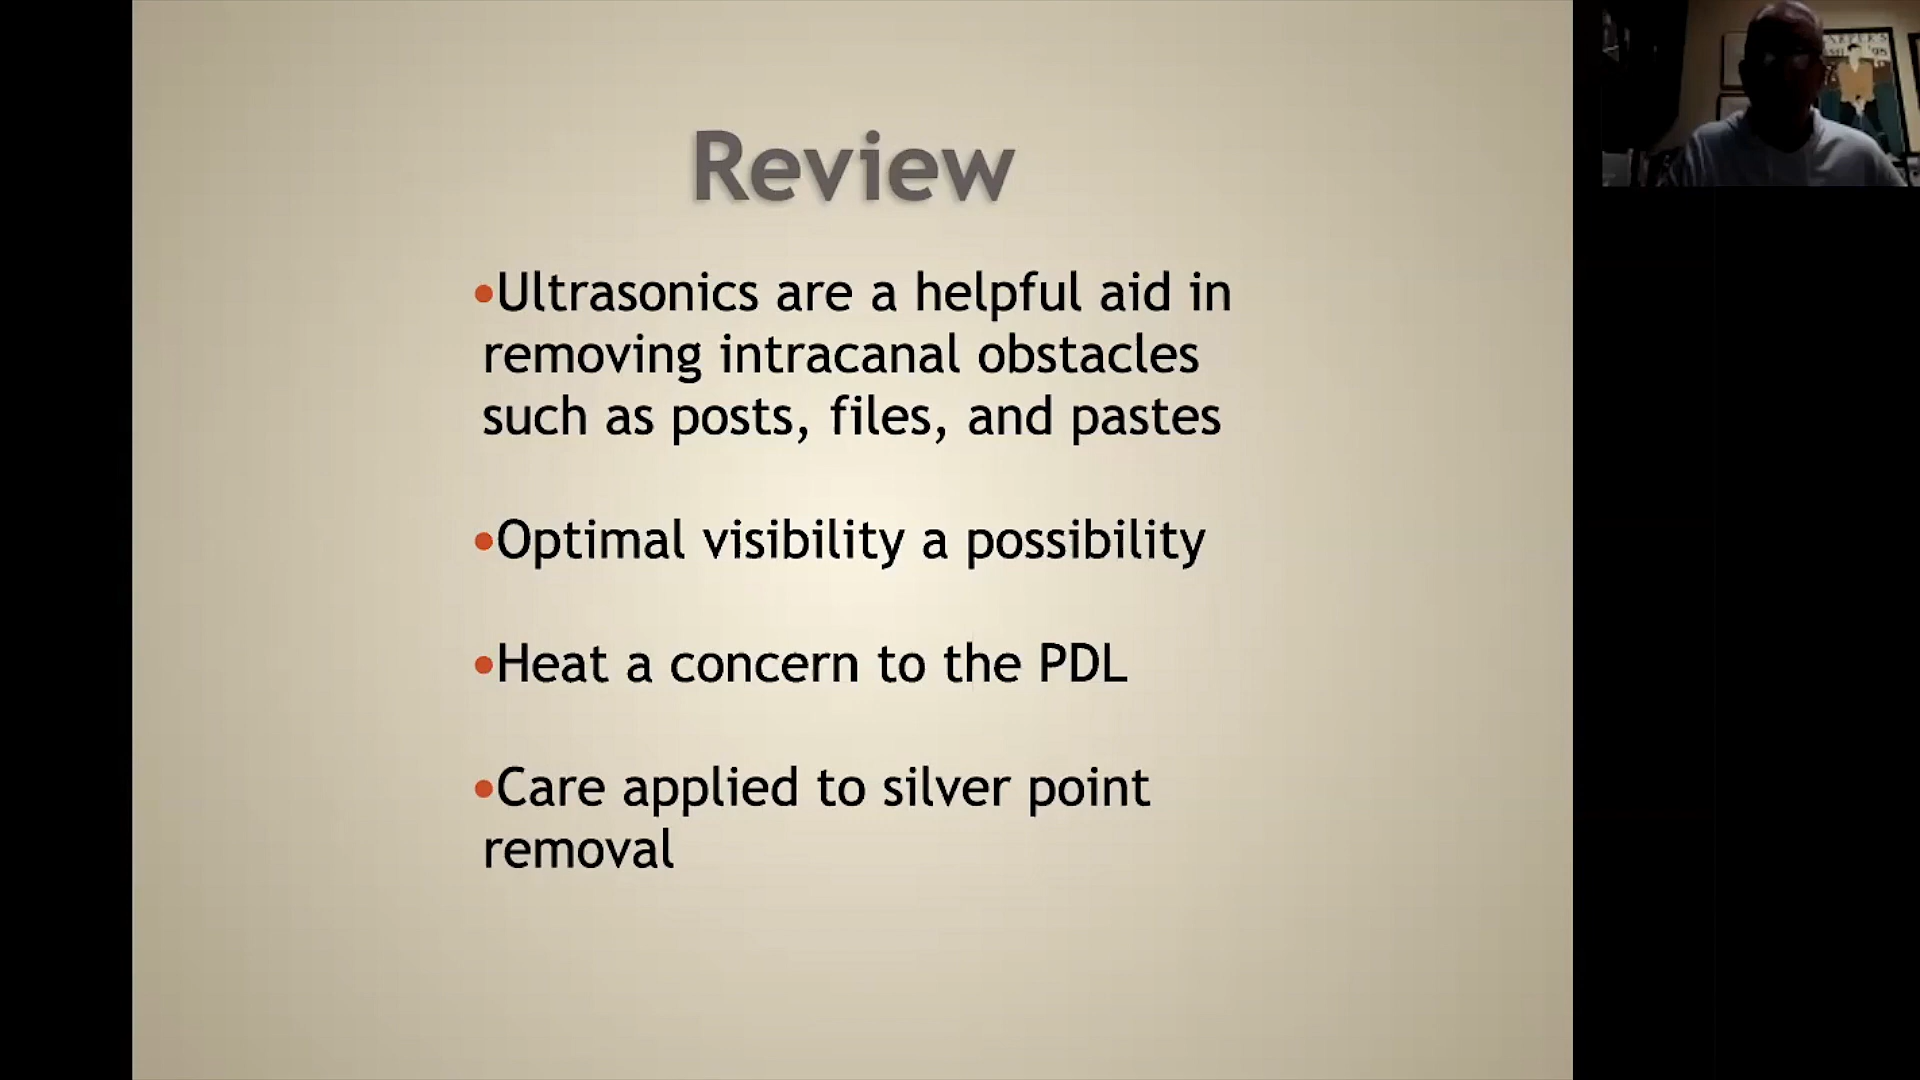 Review
•Ultrasonics are a helpful aid in
removing intracanal obstacles
such as posts, files, and pastes
•Optimal visibility a possibility
•Heat a concern to the PDL
•Care applied to silver point
removal